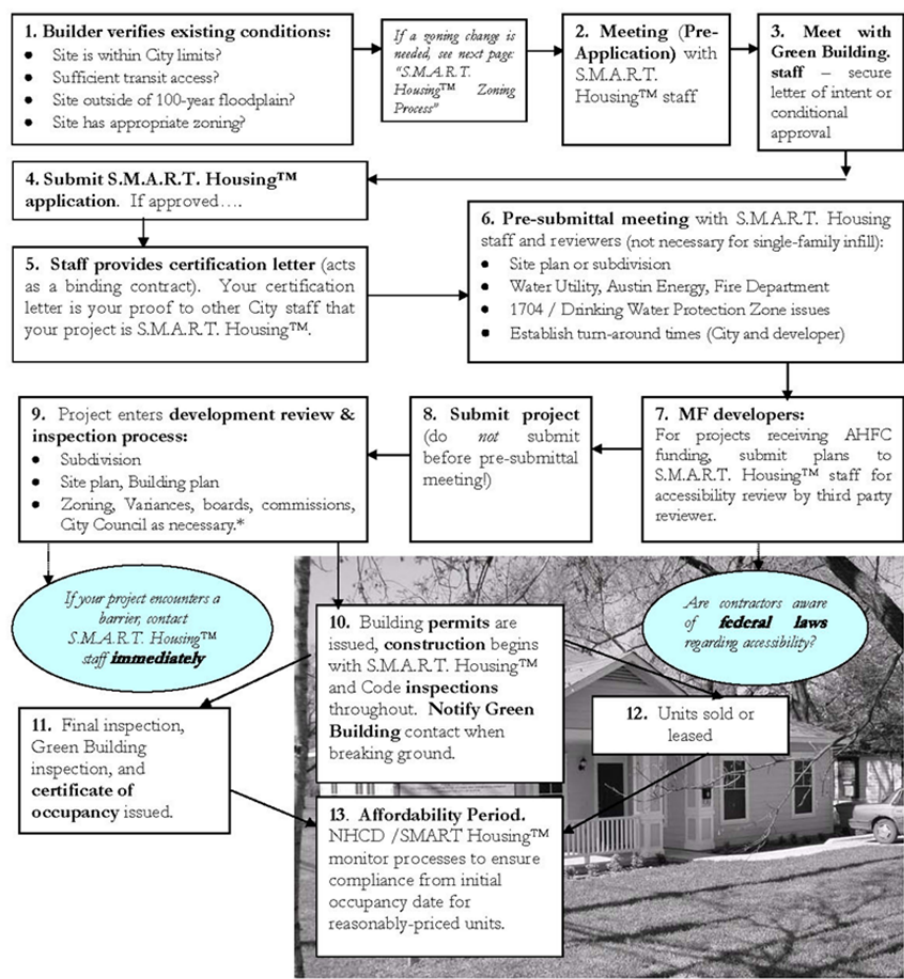 1. Builder verifies existing conditions:
• Site is within City limits?
• Sufficient transit access?
• Site outside of 100-year floodplain?
• Site has appropriate zoning?
If a zoning change is
needed, see next page:
“S.M.A.R.T.
Housing™ Zoning
Process”
2. Meeting (Pre-
Application) with
S.M.A.R.T.
Housing™ staff
3. Meet with
Green Building.
staff – secure
letter of intent or
conditional
approval
4. Submit S.M.A.R.T. Housing™
application. If approved….
5. Staff provides certification letter (acts
as a binding contract). Your certification
letter is your proof to other City staff that
your project is S.M.A.R.T. Housing™.
6. Pre-submittal meeting with S.M.A.R.T. Housing
staff and reviewers (not necessary for single-family infill):
• Site plan or subdivision
• Water Utility, Austin Energy, Fire Department
• 1704 / Drinking Water Protection Zone issues
• Establish turn-around times (City and developer)
7. MF developers:
For projects receiving AHFC
funding, submit plans to
S.M.A.R.T. Housing™ staff for
accessibility review by third party
reviewer.
8. Submit project
(do not submit
before pre-submittal
meeting!)
9. Project enters development review &
inspection process:
• Subdivision
• Site plan, Building plan
• Zoning, Variances, boards, commissions,
City Council as necessary.*
If your project encounters a
barrier, contact
S.M.A.R.T. Housing™
staff immediately
Are contractors aware
of federal laws
regarding accessibility?
10. Building permits are
issued, construction begins
with S.M.A.R.T. Housing™
and Code inspections
throughout. Notify Green
Building contact when
breaking ground.
11. Final inspection,
Green Building
inspection, and
certificate of
occupancy issued.
12. Units sold or
leased
13. Affordability Period.
NHCD /SMART Housing™
monitor processes to ensure
compliance from initial
occupancy date for
reasonably-priced units.